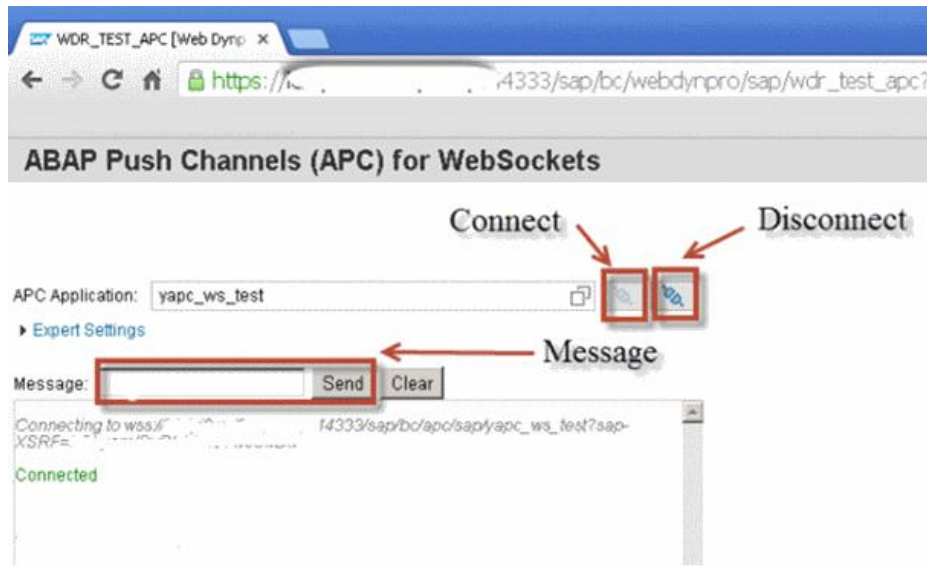 WDR_TEST_APC [Web Dynp
https:// 4333/sap/bc/webdynpro/sap/wdr_test_apc?
ABAP Push Channels (APC) for WebSockets
Connect Disconnect
APC Application: yapc_ws_test
Expert Settings
Message
Message: Send Clear
Connecting to wss:// 4333/sap/bc/apc/sap/yapc_ws_test?sap-
XSRF=
Connected